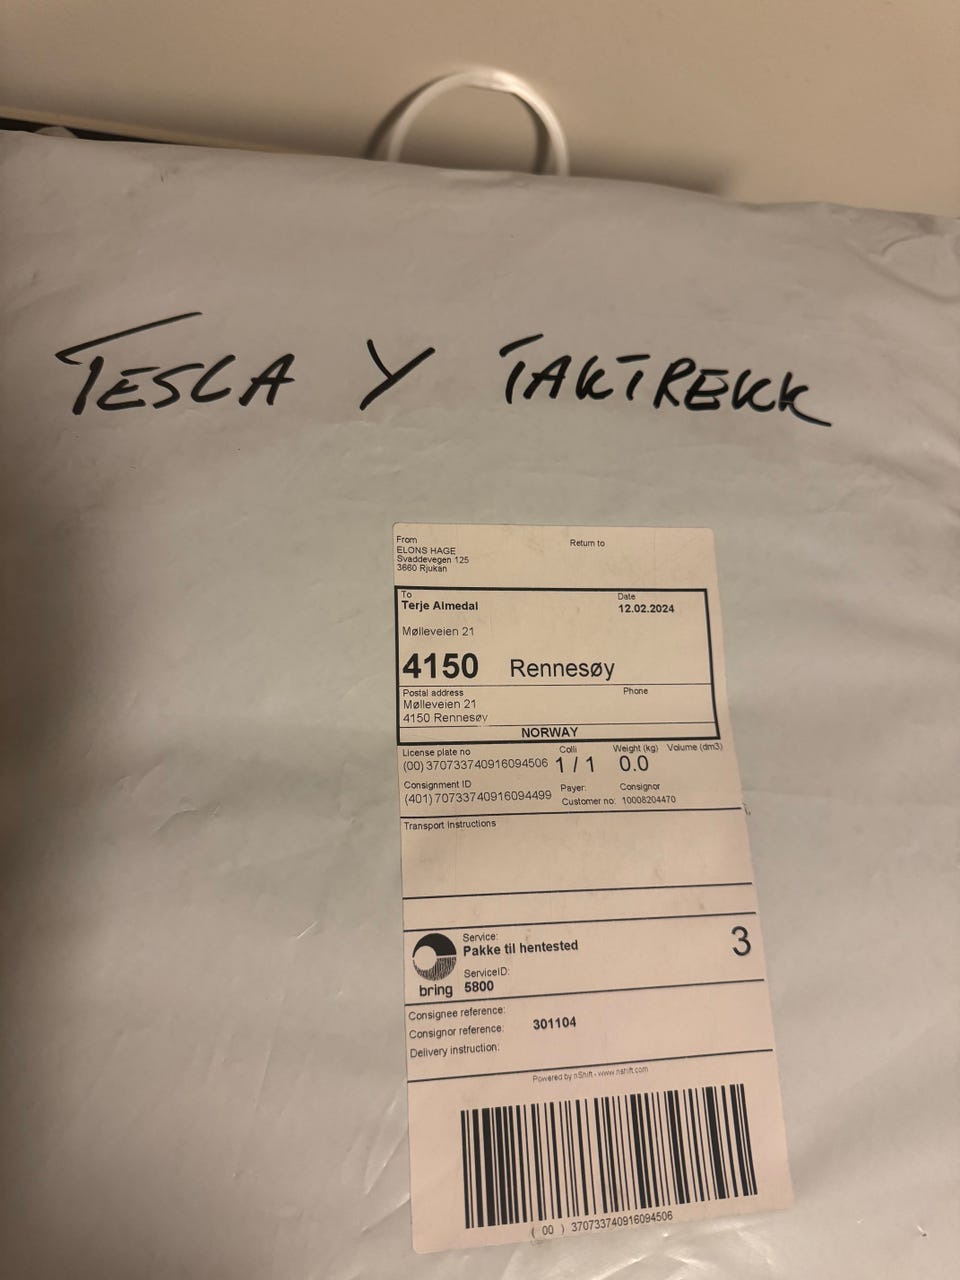 TESLA Y TAKTREKK
From
ELONS HAGE
Svaddevegen 125
3660 Rjukan
Return to
To
Terje Almedal
Date
12.02.2024
Mølleveien 21
4150 Rennesøy
Postal address
Mølleveien 21
4150 Rennesøy
Phone
NORWAY
License plate no
(00) 370733740916094506
Colli
1 / 1
Weight (kg)
0.0
Volume (dm3)
Consignment ID
(401) 70733740916094499
Payer: Consignor
Customer no: 10008204470
Transport Instructions
bring
Service:
Pakke til hentested
ServiceID:
5800
3
Consignee reference:
Consignor reference: 301104
Delivery instruction:
Powered by nShift - www.nshift.com
( 00 ) 370733740916094506